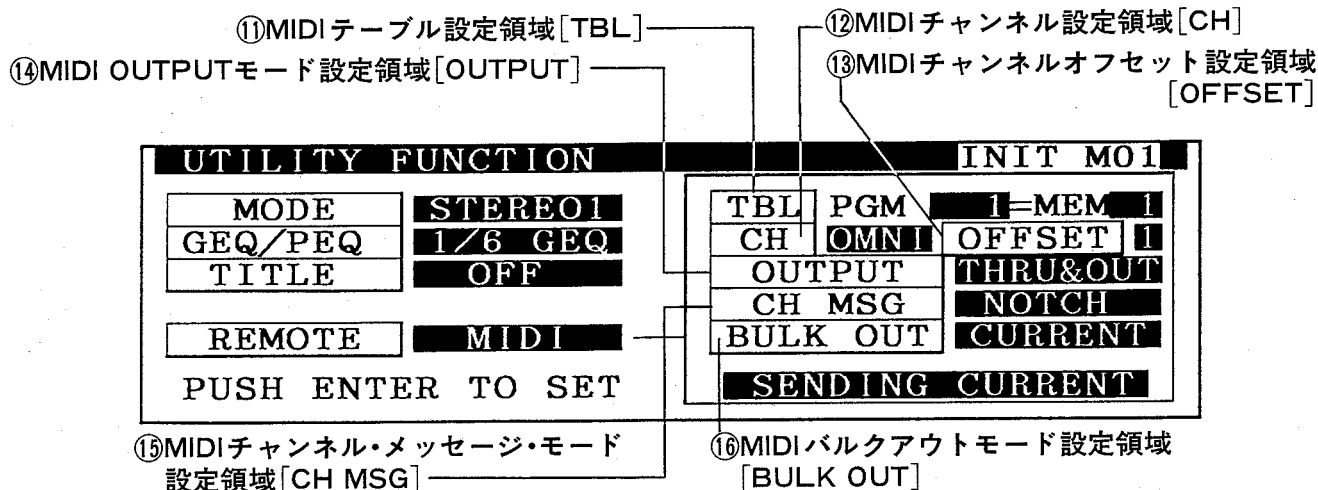 ⑪MIDIテーブル設定領域[TBL]
⑫MIDIチャンネル設定領域[CH]
⑭MIDI OUTPUTモード設定領域[OUTPUT]
⑬MIDIチャンネルオフセット設定領域
[OFFSET]
UTILITY FUNCTION INIT M01
MODE STEREO1 TBL PGM 1=MEM 1
GEQ/PEQ 1/6 GEQ CH OMNI OFFSET 1
TITLE OFF OUTPUT THRU&OUT
CH MSG NOTCH
REMOTE MIDI BULK OUT CURRENT
PUSH ENTER TO SET SENDING CURRENT
⑮MIDIチャンネル・メッセージ・モード
設定領域[CH MSG]
⑯MIDIバルクアウトモード設定領域
[BULK OUT]